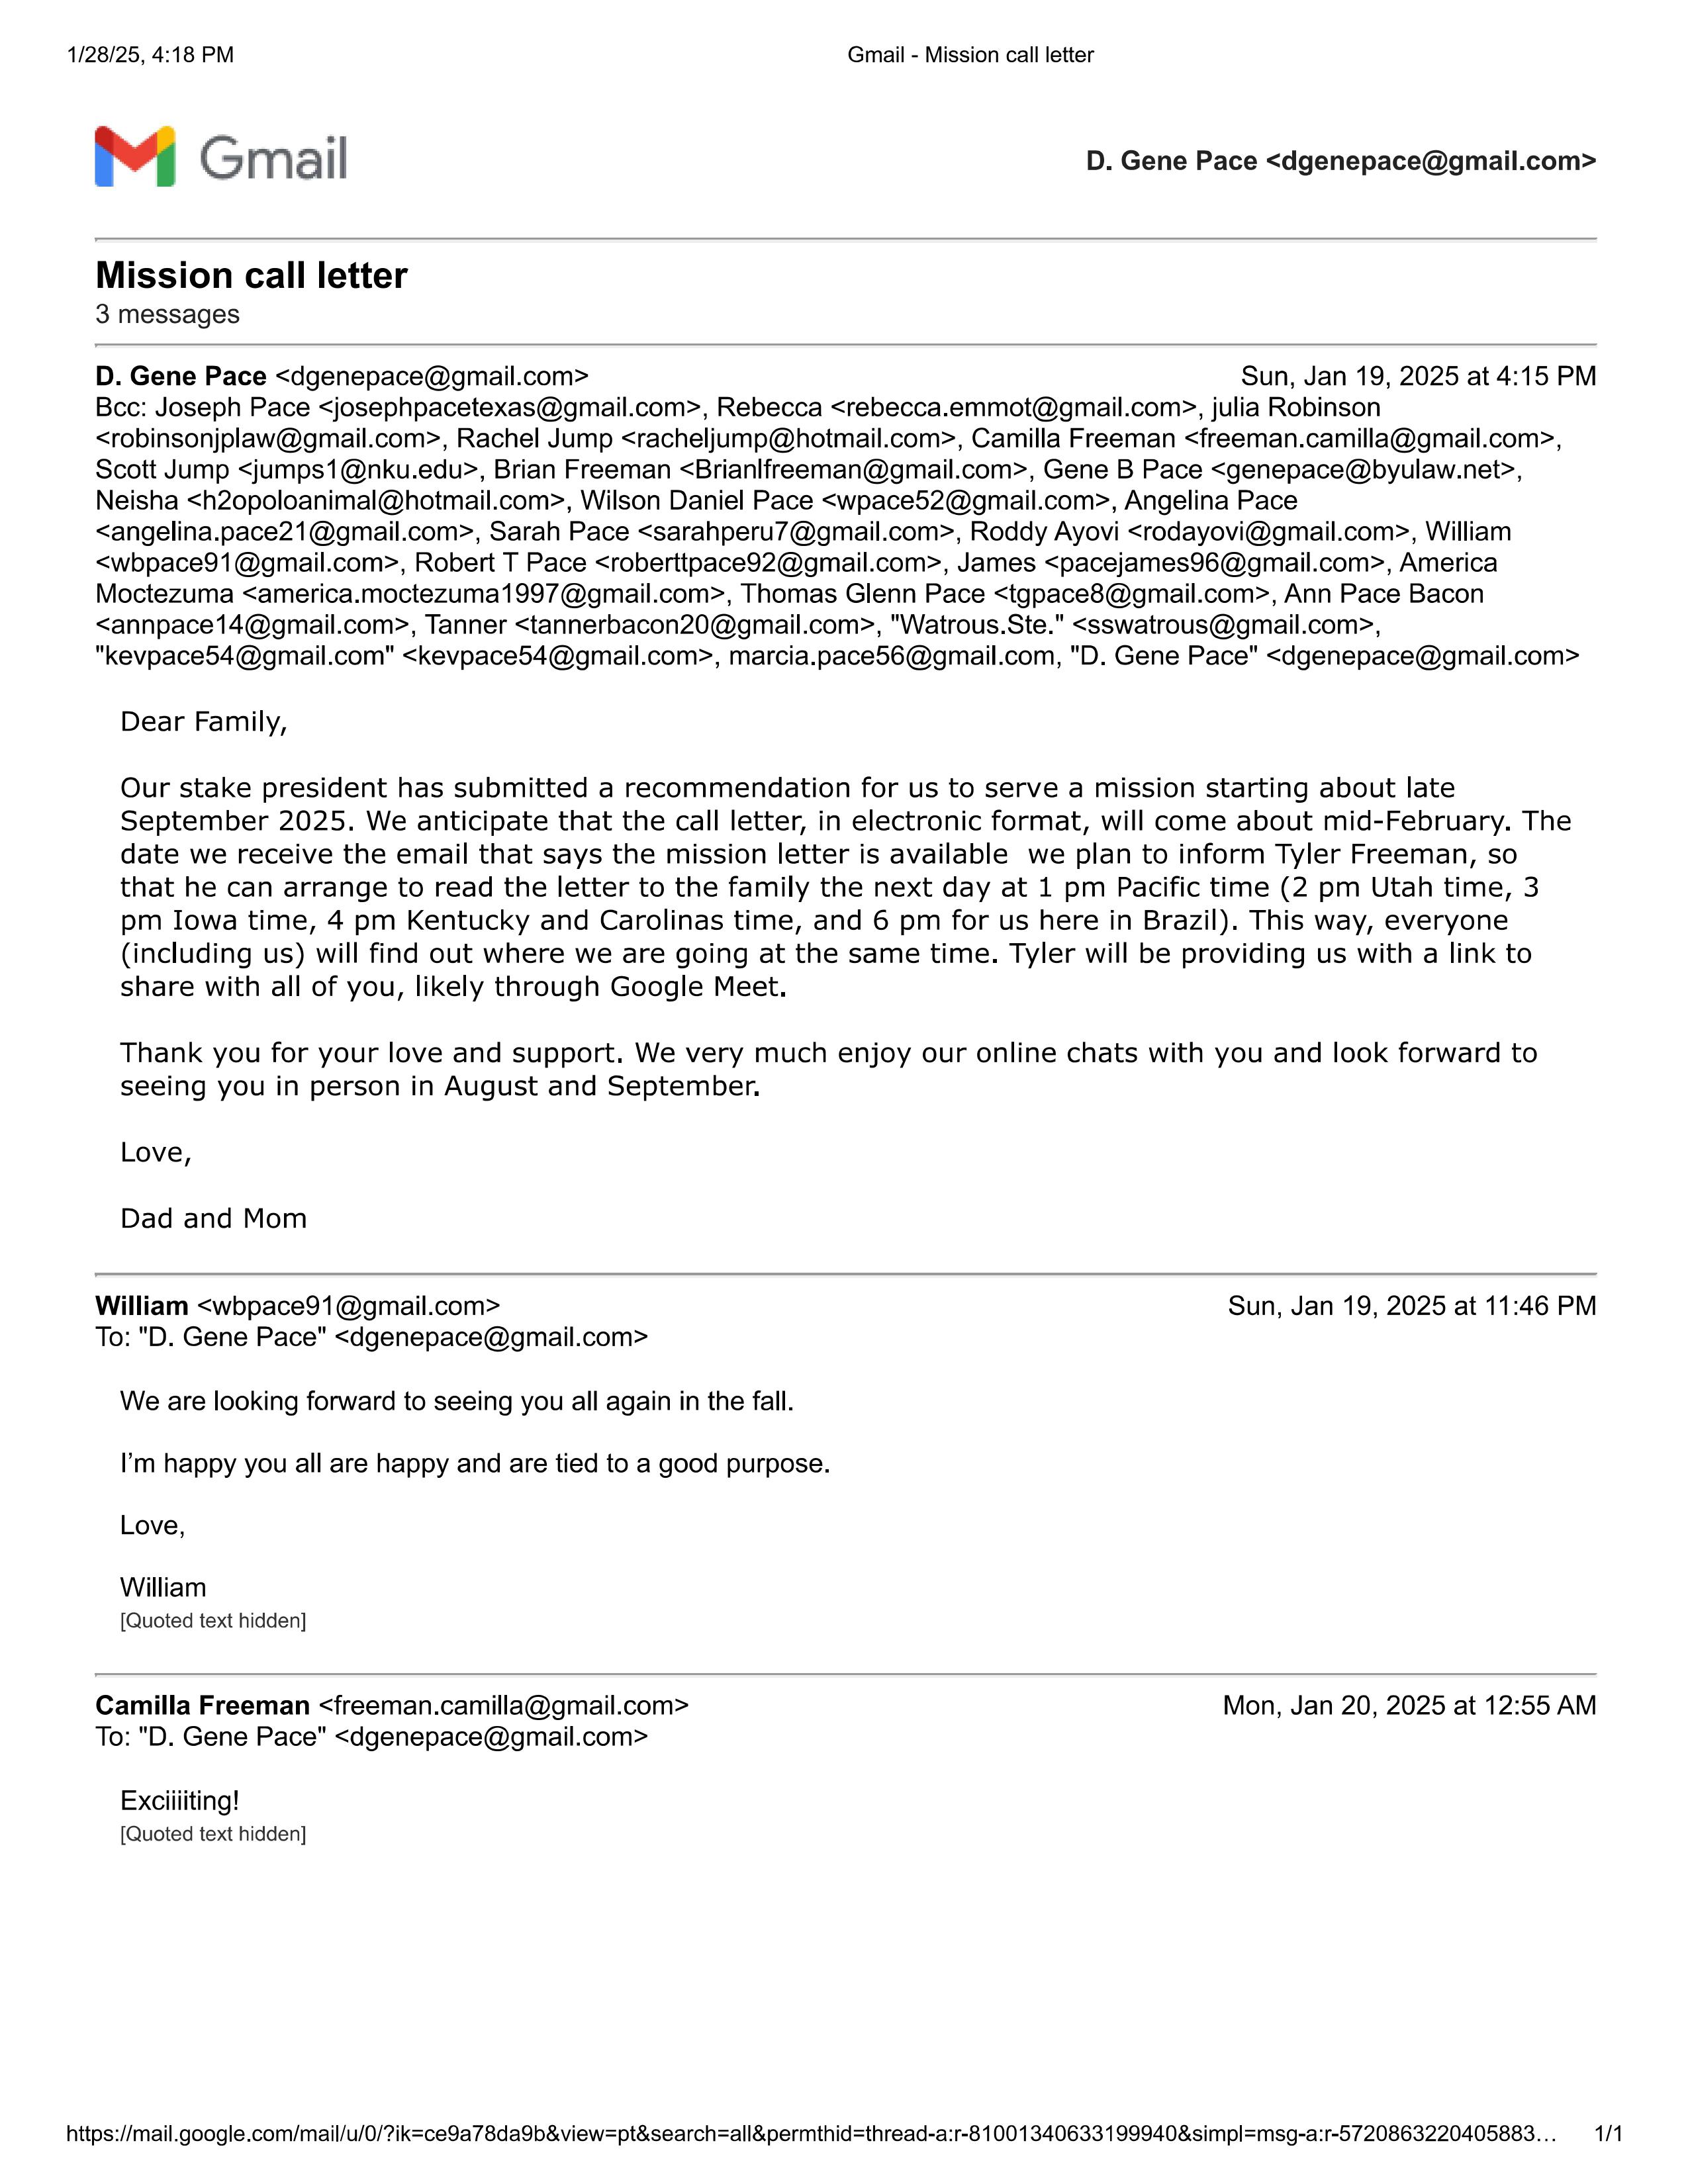 1/28/25, 4:18 PM
Gmail - Mission call letter
Gmail
D. Gene Pace <dgenepace@gmail.com>
Mission call letter
3 messages
D. Gene Pace <dgenepace@gmail.com>
Sun, Jan 19, 2025 at 4:15 PM
Bcc: Joseph Pace <josephpacetexas@gmail.com>, Rebecca <rebecca.emmot@gmail.com>, julia Robinson
<robinsonjplaw@gmail.com>, Rachel Jump <racheljump@hotmail.com>, Camilla Freeman <freeman.camilla@gmail.com>,
Scott Jump <jumps1@nku.edu>, Brian Freeman <Brianlfreeman@gmail.com>, Gene B Pace <genepace@byulaw.net>,
Neisha <h2opoloanimal@hotmail.com>, Wilson Daniel Pace <wpace52@gmail.com>, Angelina Pace
<angelina.pace21@gmail.com>, Sarah Pace <sarahperu7@gmail.com>, Roddy Ayovi <rodayovi@gmail.com>, William
<wbpace91@gmail.com>, Robert T Pace <roberttpace92@gmail.com>, James <pacejames96@gmail.com>, America
Moctezuma <america.moctezuma1997@gmail.com>, Thomas Glenn Pace <tgpace8@gmail.com>, Ann Pace Bacon
<annpace14@gmail.com>, Tanner <tannerbacon20@gmail.com>, "Watrous.Ste." <sswatrous@gmail.com>,
"kevpace54@gmail.com" <kevpace54@gmail.com>, marcia.pace56@gmail.com, "D. Gene Pace" <dgenepace@gmail.com>
Dear Family,
Our stake president has submitted a recommendation for us to serve a mission starting about late
September 2025. We anticipate that the call letter, in electronic format, will come about mid-February. The
date we receive the email that says the mission letter is available  we plan to inform Tyler Freeman, so
that he can arrange to read the letter to the family the next day at 1 pm Pacific time (2 pm Utah time, 3
pm Iowa time, 4 pm Kentucky and Carolinas time, and 6 pm for us here in Brazil). This way, everyone
(including us) will find out where we are going at the same time. Tyler will be providing us with a link to
share with all of you, likely through Google Meet.
Thank you for your love and support. We very much enjoy our online chats with you and look forward to
seeing you in person in August and September.
Love,
Dad and Mom
William <wbpace91@gmail.com>
Sun, Jan 19, 2025 at 11:46 PM
To: "D. Gene Pace" <dgenepace@gmail.com>
We are looking forward to seeing you all again in the fall.
I’m happy you all are happy and are tied to a good purpose.
Love,
William
[Quoted text hidden]
Camilla Freeman <freeman.camilla@gmail.com>
Mon, Jan 20, 2025 at 12:55 AM
To: "D. Gene Pace" <dgenepace@gmail.com>
Exciiiiting!
[Quoted text hidden]
https://mail.google.com/mail/u/0/?ik=ce9a78da9b&view=pt&search=all&permthid=thread-a:r-81001340633199940&simpl=msg-a:r-5720863220405883…
1/1